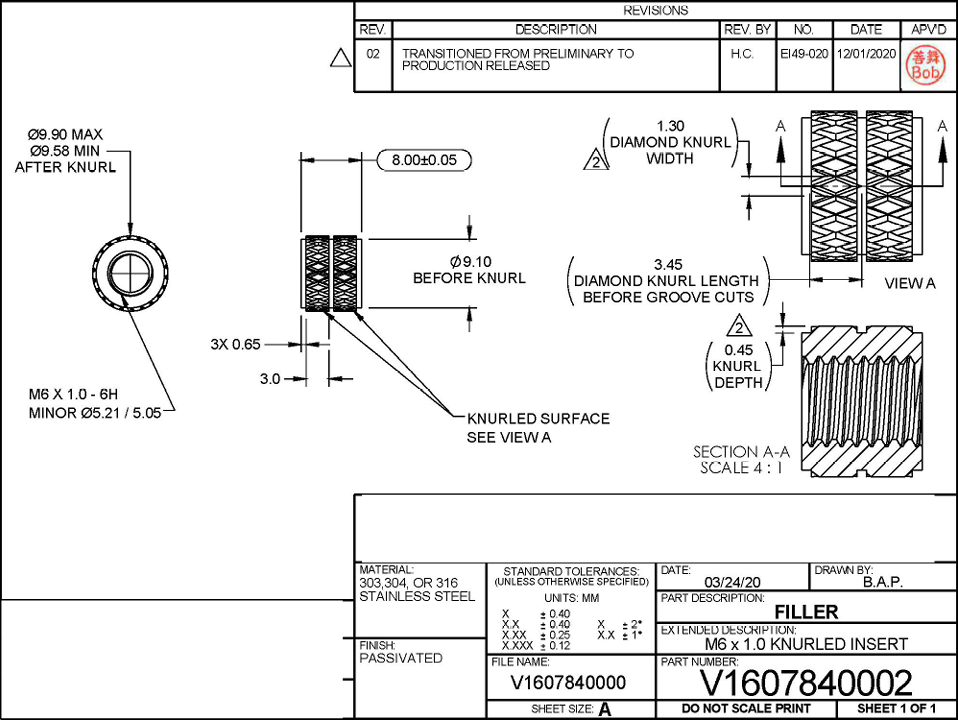 REVISIONS
REV. DESCRIPTION REV. BY NO. DATE APV'D
02 TRANSITIONED FROM PRELIMINARY TO PRODUCTION RELEASED H.C. EI49-020 12/01/2020
善舞
Bob
Ø9.90 MAX
Ø9.58 MIN
AFTER KNURL
8.00±0.05
Ø9.10
BEFORE KNURL
3X 0.65
3.0
M6 X 1.0 - 6H
MINOR Ø5.21 / 5.05
KNURLED SURFACE
SEE VIEW A
1.30
DIAMOND KNURL
WIDTH
2
A A
3.45
DIAMOND KNURL LENGTH
BEFORE GROOVE CUTS
VIEW A
2
0.45
KNURL
DEPTH
SECTION A-A
SCALE 4 : 1
MATERIAL:
303,304, OR 316
STAINLESS STEEL
FINISH:
PASSIVATED
STANDARD TOLERANCES:
(UNLESS OTHERWISE SPECIFIED)
UNITS: MM
X ± 0.40
X.X ± 0.40 X ± 2°
X.XX ± 0.25 X.X ± 1°
X.XXX ± 0.12
FILE NAME:
V1607840000
SHEET SIZE: A
DATE:
03/24/20
DRAWN BY:
B.A.P.
PART DESCRIPTION:
FILLER
EXTENDED DESCRIPTION:
M6 x 1.0 KNURLED INSERT
PART NUMBER:
V1607840002
DO NOT SCALE PRINT SHEET 1 OF 1